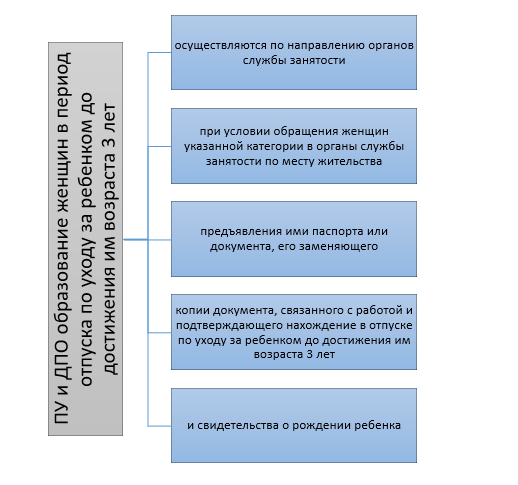 ПУ и ДПО образование женщин в период
отпуска по уходу за ребенком до
достижения им возраста 3 лет
осуществляются по направлению органов
службы занятости
при условии обращения женщин
указанной категории в органы службы
занятости по месту жительства
предъявления ими паспорта или
документа, его заменяющего
копии документа, связанного с работой и
подтверждающего нахождение в отпуске
по уходу за ребенком до достижения им
возраста 3 лет
и свидетельства о рождении ребенка